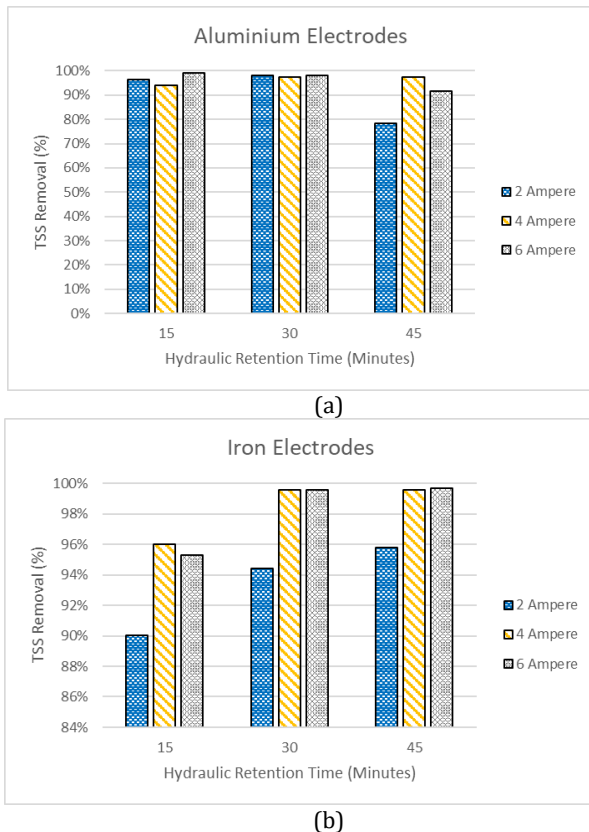 Aluminium Electrodes
100%
90%
80%
70%
60%
50%
40%
30%
20%
10%
0%
TSS Removal (%)
15 30 45
Hydraulic Retention Time (Minutes)
2 Ampere
4 Ampere
6 Ampere
(a)
Iron Electrodes
100%
98%
96%
94%
92%
90%
88%
86%
84%
TSS Removal (%)
15 30 45
Hydraulic Retention Time (Minutes)
2 Ampere
4 Ampere
6 Ampere
(b)